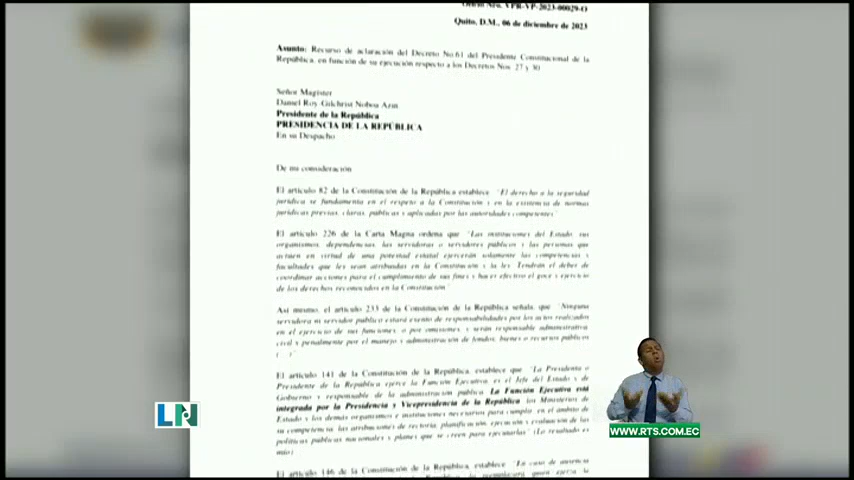 Oficio Nro. VPR-VP-2023-00029-O
Quito, D.M., 06 de diciembre de 2023
Asunto: Recurso de aclaración del Decreto No.61 del Presidente Constitucional de la
República, en función de su ejecución respecto a los Decretos Nos. 27 y 30
Señor Magíster
Daniel Roy Gilchrist Noboa Azin
Presidente de la República
PRESIDENCIA DE LA REPÚBLICA
En su Despacho
De mi consideración
El artículo 82 de la Constitución de la República establece "El derecho a la seguridad
jurídica se fundamenta en el respeto a la Constitución y en la existencia de normas
jurídicas previas, claras, públicas y aplicadas por las autoridades competentes"
El artículo 226 de la Carta Magna ordena que "Las instituciones del Estado, sus
organismos, dependencias, las servidoras o servidores públicos y las personas que
actúen en virtud de una potestad estatal ejercerán solamente las competencias y
facultades que les sean atribuidas en la Constitución y la ley. Tendrán el deber de
coordinar acciones para el cumplimiento de sus fines y hacer efectivo el goce y ejercicio
de los derechos reconocidos en la Constitución"
Así mismo, el artículo 233 de la Constitución de la República señala, que "Ninguna
servidora ni servidor público estará exento de responsabilidades por los actos realizados
en el ejercicio de sus funciones, o por omisiones, y serán responsable administrativa,
civil y penalmente por el manejo y administración de fondos, bienes o recursos públicos
(...)"
El artículo 141 de la Constitución de la República, establece que "La Presidenta o
Presidente de la República ejerce la Función Ejecutiva, es el Jefe del Estado y de
Gobierno y responsable de la administración pública. La Función Ejecutiva está
integrada por la Presidencia y Vicepresidencia de la República, los Ministerios de
Estado y los demás organismos e instituciones necesarios para cumplir, en el ámbito de
su competencia, las atribuciones de rectoría, planificación, ejecución y evaluación de las
políticas públicas nacionales y planes que se creen para ejecutarlas" (Lo resaltado es
mío)
El artículo 146 de la Constitución de la República, establece "En caso de ausencia
LR
WWW.RTS.COM.EC